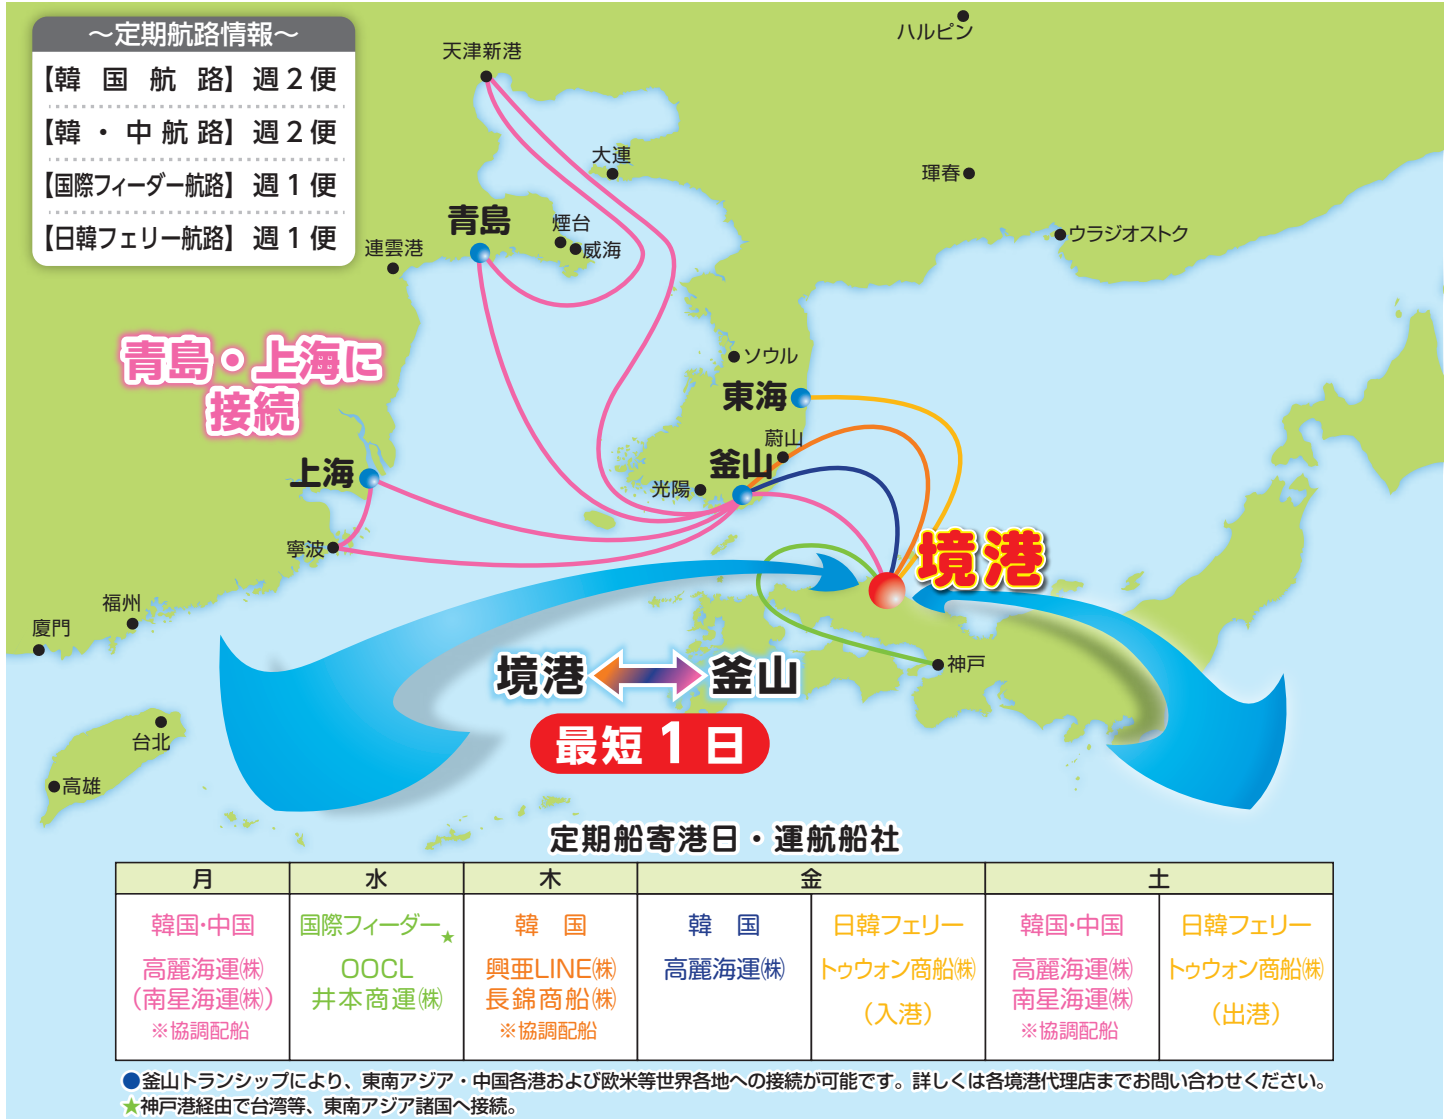 ～定期航路情報～
【韓国航路】週2便
【韓・中航路】週2便
【国際フィーダー航路】週1便
【日韓フェリー航路】週1便
天津新港
ハルピン
大連
琿春
青島
煙台
威海
連雲港
ウラジオストク
青島・上海に
接続
ソウル
東海
蔚山
釜山
光陽
上海
寧波
境港
福州
廈門
神戸
境港 釜山
最短1日
台北
高雄
定期船寄港日・運航船社
月 水 木 金 土
韓国・中国
高麗海運㈱
（南星海運㈱）
※協調配船
国際フィーダー★
OOCL
井本商運㈱
韓国
興亜LINE㈱
長錦商船㈱
※協調配船
韓国
高麗海運㈱
日韓フェリー
トゥウォン商船㈱
（入港）
韓国・中国
高麗海運㈱
南星海運㈱
※協調配船
日韓フェリー
トゥウォン商船㈱
（出港）
●釜山トランシップにより、東南アジア・中国各港および欧米等世界各地への接続が可能です。詳しくは各境港代理店までお問い合わせください。
★神戸港経由で台湾等、東南アジア諸国へ接続。